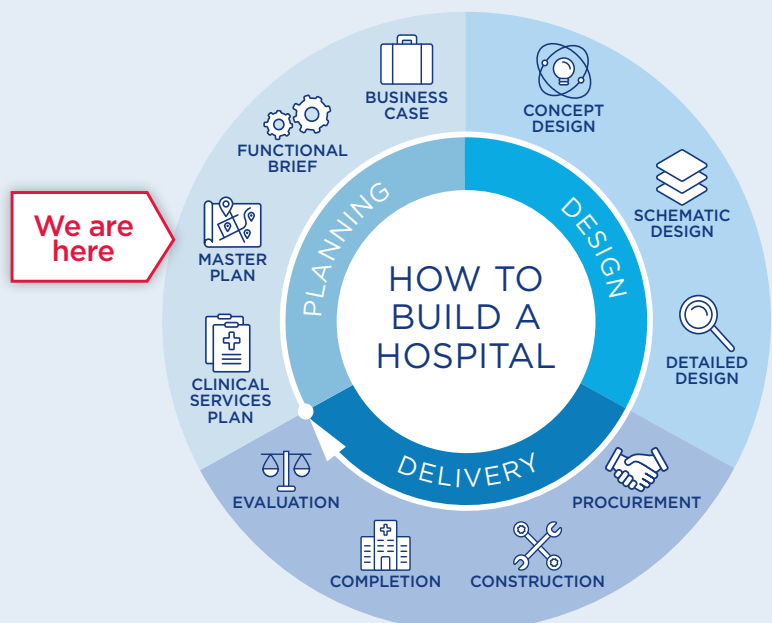 BUSINESS
CASE
CONCEPT
DESIGN
FUNCTIONAL
BRIEF
SCHEMATIC
DESIGN
We are
here
MASTER
PLAN
PLANNING
DESIGN
HOW TO
BUILD A
HOSPITAL
DETAILED
DESIGN
CLINICAL
SERVICES
PLAN
DELIVERY
EVALUATION
PROCUREMENT
COMPLETION
CONSTRUCTION